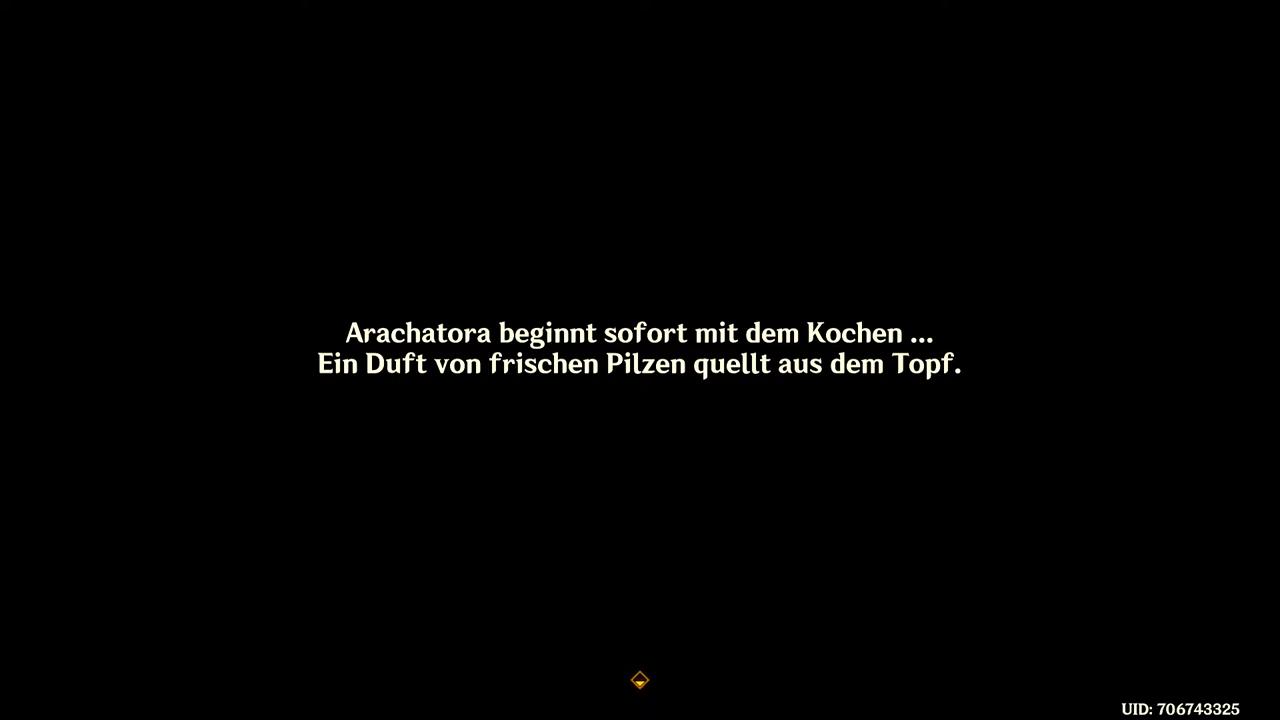 Arachatora beginnt sofort mit dem Kochen ...
Ein Duft von frischen Pilzen quellt aus dem Topf.
UID: 706743325